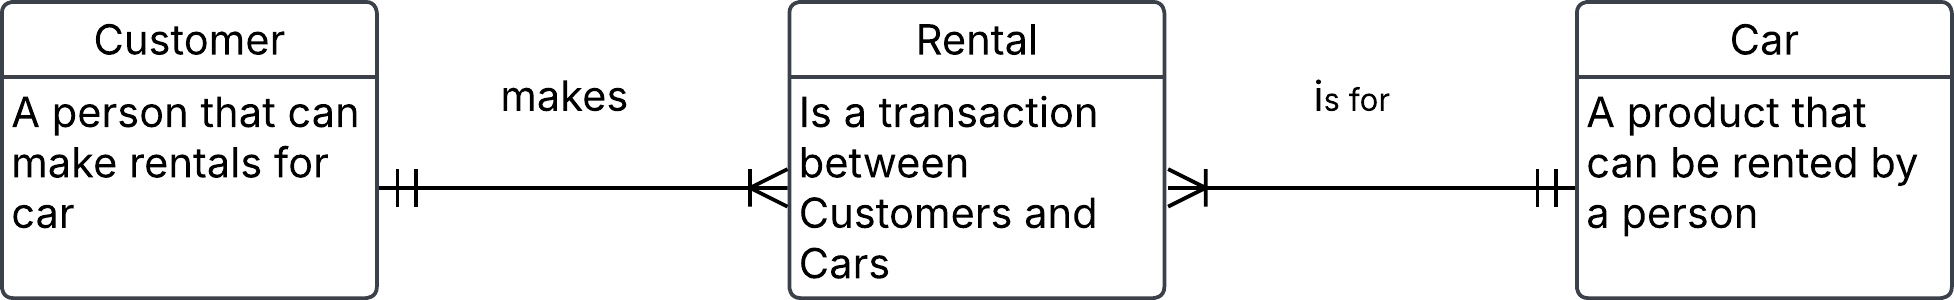 Customer
A person that can
make rentals for
car
makes
Rental
Is a transaction
between
Customers and
Cars
is for
Car
A product that
can be rented by
a person